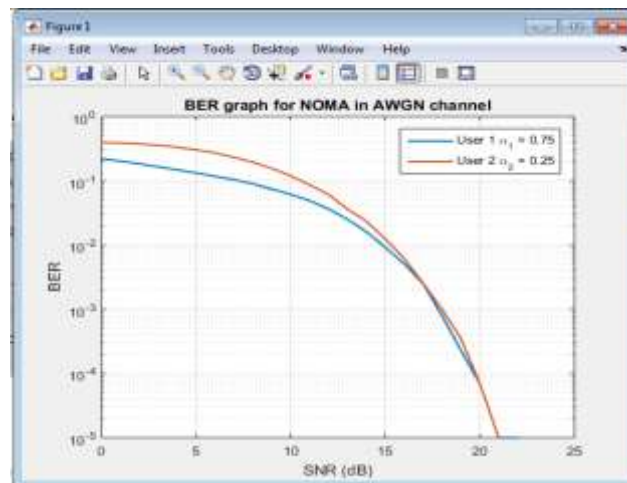 Figure 1
File Edit View Insert Tools Desktop Window Help
BER graph for NOMA in AWGN channel
User 1 α₁ = 0.75
User 2 α₂ = 0.25
BER
10⁰
10⁻¹
10⁻²
10⁻³
10⁻⁴
10⁻⁵
0 5 10 15 20 25
SNR (dB)